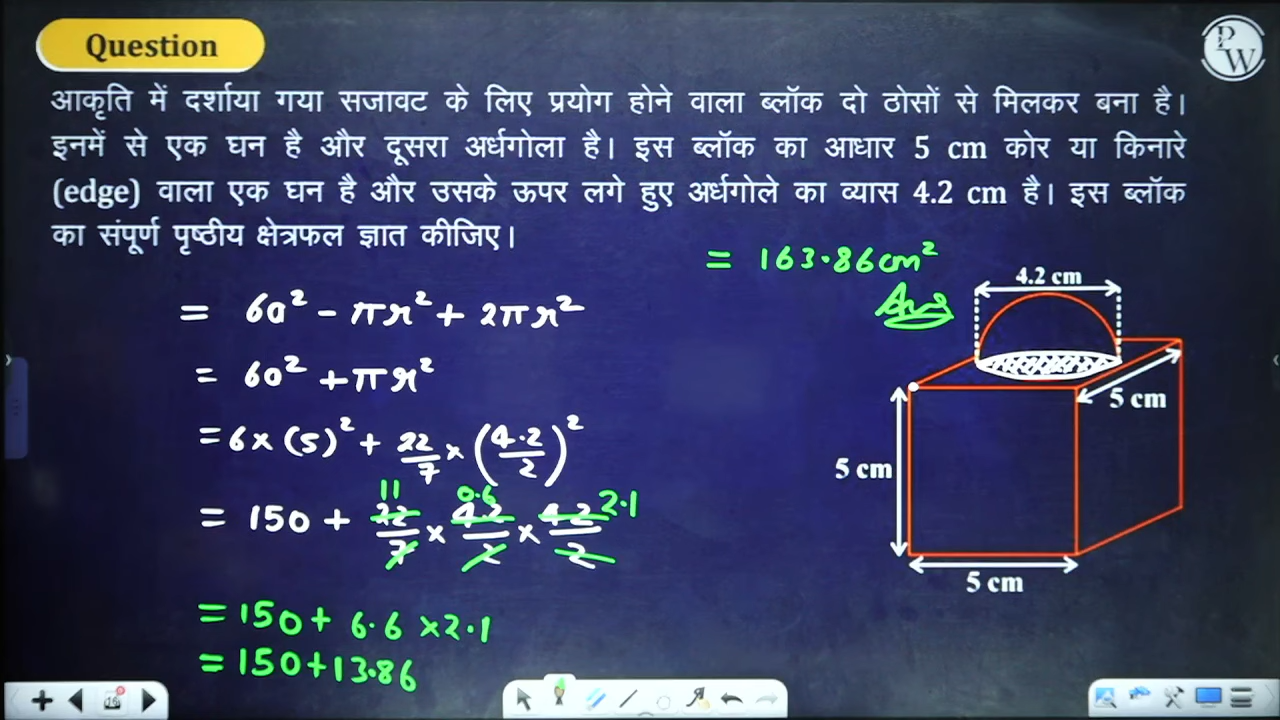 Question
PW
आकृति में दर्शाया गया सजावट के लिए प्रयोग होने वाला ब्लॉक दो ठोसों से मिलकर बना है।
इनमें से एक घन है और दूसरा अर्धगोला है। इस ब्लॉक का आधार 5 cm कोर या किनारे
(edge) वाला एक घन है और उसके ऊपर लगे हुए अर्धगोले का व्यास 4.2 cm है। इस ब्लॉक
का संपूर्ण पृष्ठीय क्षेत्रफल ज्ञात कीजिए।
= 163.86 cm²
Ans
= 6a² - πr² + 2πr²
= 6a² + πr²
= 6 × (5)² + 22/7 × (4.2/2)²
= 150 + 22/7 × 4.2/2 × 4.2/2
11 0.6 2.1
= 150 + 6.6 × 2.1
= 150 + 13.86
4.2 cm
5 cm
5 cm
5 cm
16